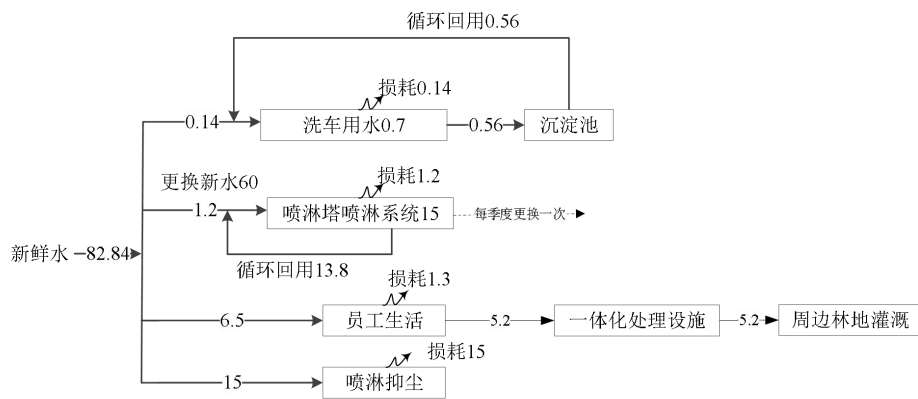 循环回用0.56
损耗0.14
0.14
洗车用水0.7
0.56
沉淀池
更换新水60
损耗1.2
1.2
喷淋塔喷淋系统15
每季度更换一次
新鲜水
82.84
循环回用13.8
损耗1.3
6.5
员工生活
5.2
一体化处理设施
5.2
周边林地灌溉
损耗15
15
喷淋抑尘